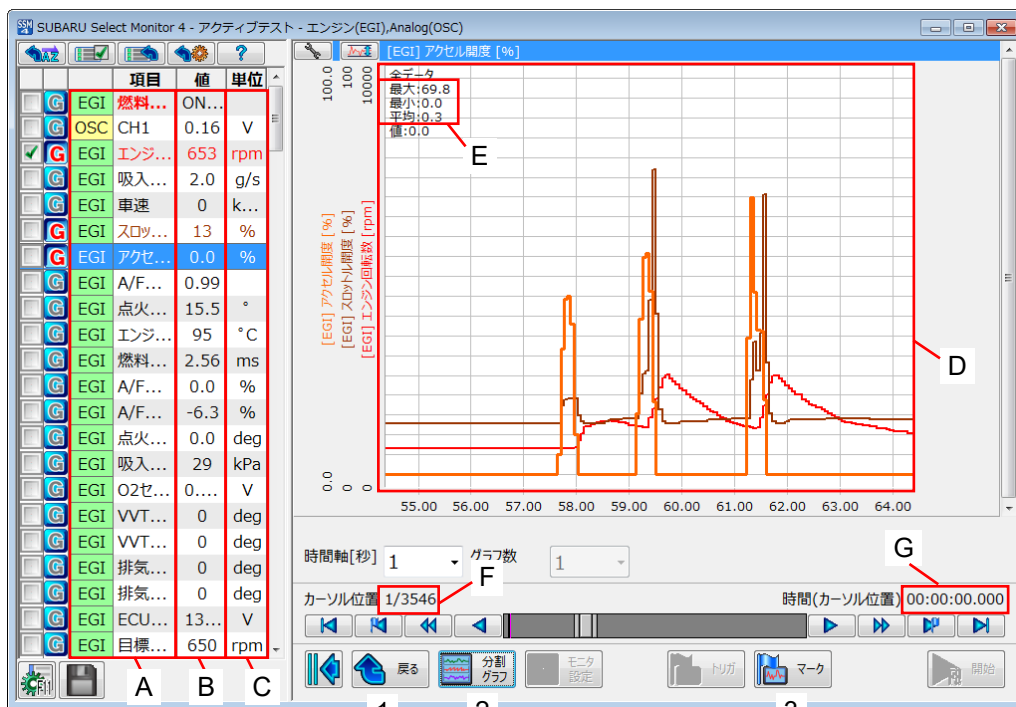 SUBARU Select Monitor 4 - アクティブテスト - エンジン(EGI),Analog(OSC)
AZ ?
項目 値 単位
G EGI 燃料... ON...
G OSC CH1 0.16 V
G EGI エンジ... 653 rpm
G EGI 吸入... 2.0 g/s
G EGI 車速 0 k...
G EGI スロッ... 13 %
G EGI アクセ... 0.0 %
G EGI A/F... 0.99
G EGI 点火... 15.5 °
G EGI エンジ... 95 °C
G EGI 燃料... 2.56 ms
G EGI A/F... 0.0 %
G EGI A/F... -6.3 %
G EGI 点火... 0.0 deg
G EGI 吸入... 29 kPa
G EGI O2セ... 0.... V
G EGI VVT... 0 deg
G EGI VVT... 0 deg
G EGI 排気... 0 deg
G EGI 排気... 0 deg
G EGI ECU... 13... V
G EGI 目標... 650 rpm
A B C
[EGI] アクセル開度 [%]
100.0
100
10000
全データ
最大:69.8
最小:0.0
平均:0.3
値:0.0
E
[EGI] アクセル開度 [%]
[EGI] スロットル開度 [%]
[EGI] エンジン回転数 [rpm]
D
0.0
0
0
55.00 56.00 57.00 58.00 59.00 60.00 61.00 62.00 63.00 64.00
時間軸[秒] 1 グラフ数 1
F G
カーソル位置 1/3546 時間(カーソル位置) 00:00:00.000
戻る 分割グラフ モニタ設定 トリガ マーク 開始
1 2 3